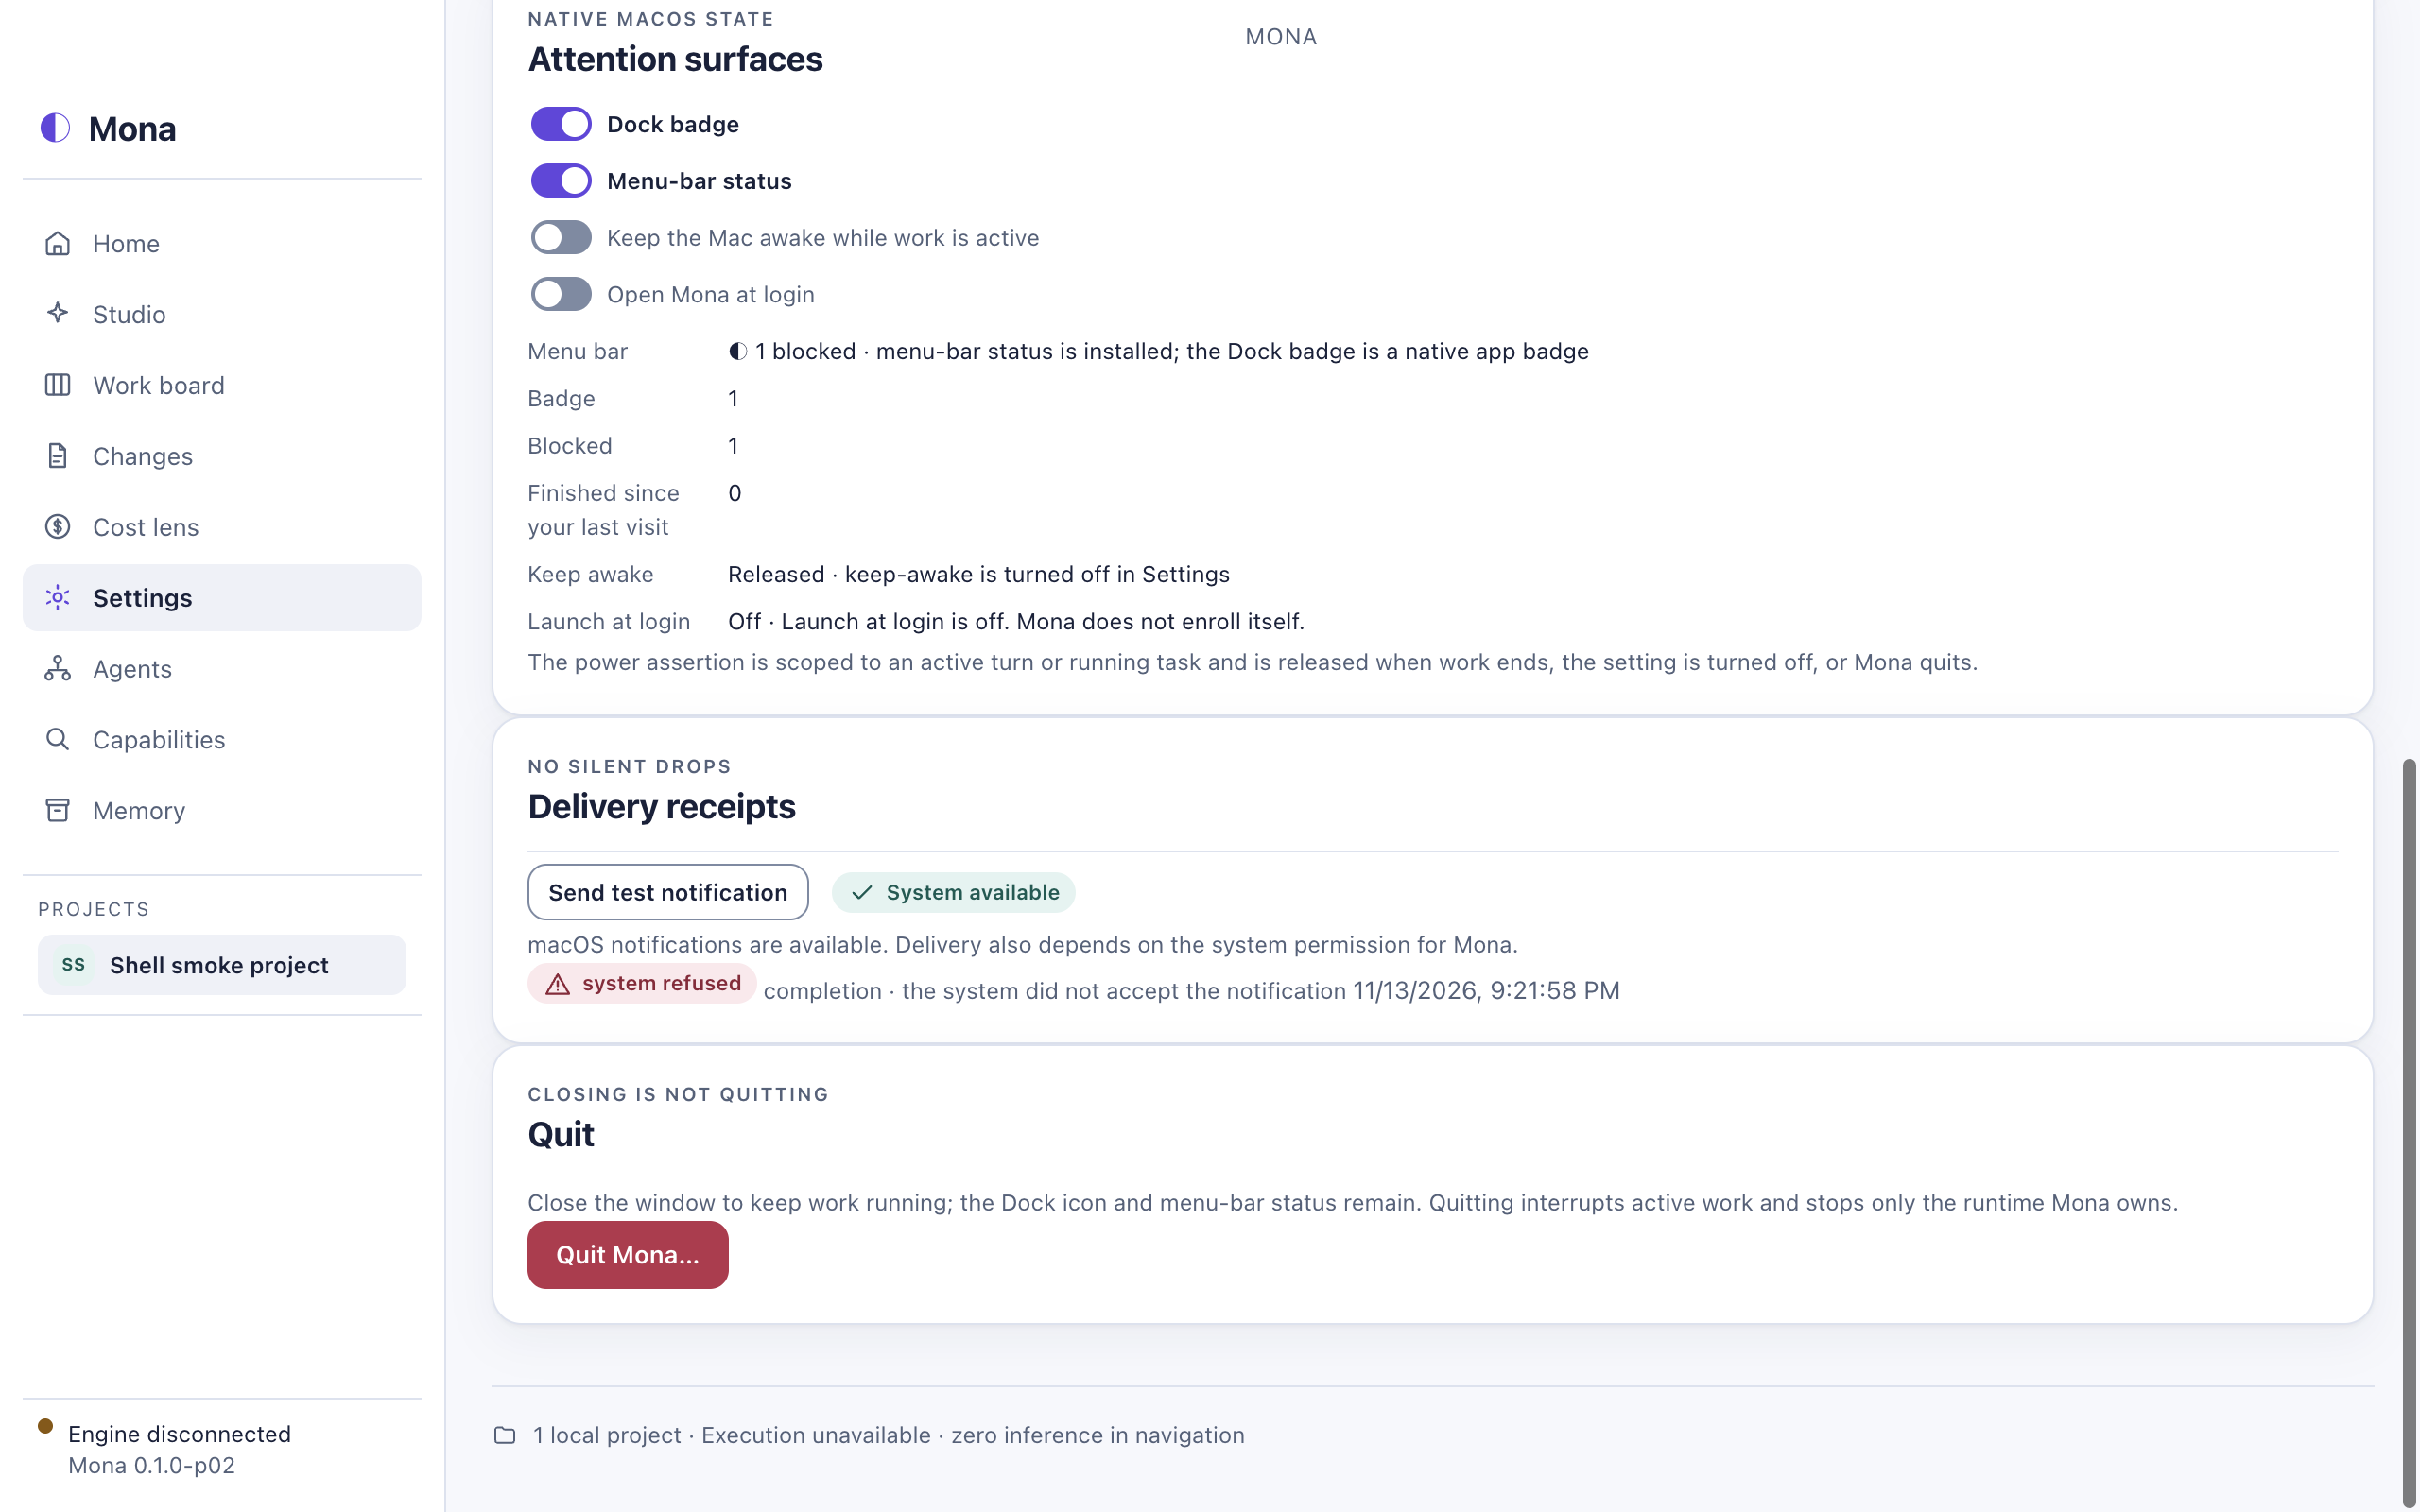 Mona
Home
Studio
Work board
Changes
Cost lens
Settings
Agents
Capabilities
Memory
PROJECTS
SS Shell smoke project
Engine disconnected
Mona 0.1.0-p02
MONA
NATIVE MACOS STATE
Attention surfaces
Dock badge
Menu-bar status
Keep the Mac awake while work is active
Open Mona at login
Menu bar ◐ 1 blocked · menu-bar status is installed; the Dock badge is a native app badge
Badge 1
Blocked 1
Finished since 0
your last visit
Keep awake Released · keep-awake is turned off in Settings
Launch at login Off · Launch at login is off. Mona does not enroll itself.
The power assertion is scoped to an active turn or running task and is released when work ends, the setting is turned off, or Mona quits.
NO SILENT DROPS
Delivery receipts
Send test notification System available
macOS notifications are available. Delivery also depends on the system permission for Mona.
system refused completion · the system did not accept the notification 11/13/2026, 9:21:58 PM
CLOSING IS NOT QUITTING
Quit
Close the window to keep work running; the Dock icon and menu-bar status remain. Quitting interrupts active work and stops only the runtime Mona owns.
Quit Mona...
1 local project · Execution unavailable · zero inference in navigation